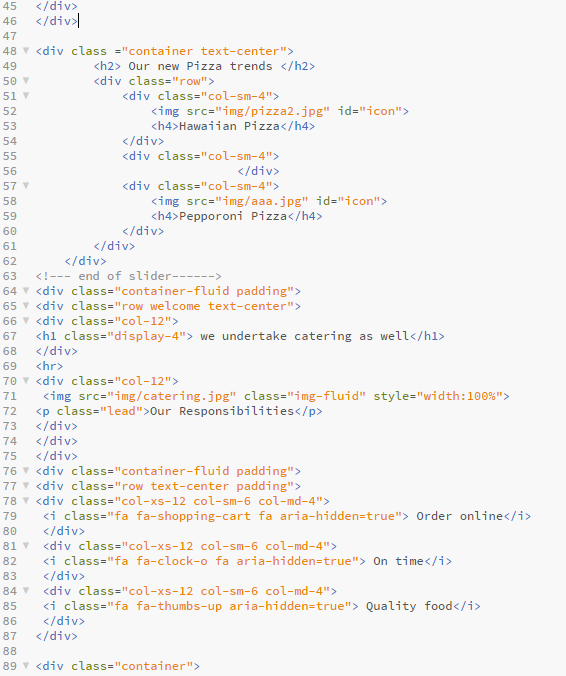 45 </div>
46 </div>
47
48 <div class ="container text-center">
49 <h2> Our new Pizza trends </h2>
50 <div class="row">
51 <div class="col-sm-4">
52 <img src="img/pizza2.jpg" id="icon">
53 <h4>Hawaiian Pizza</h4>
54 </div>
55 <div class="col-sm-4">
56 </div>
57 <div class="col-sm-4">
58 <img src="img/aaa.jpg" id="icon">
59 <h4>Pepporoni Pizza</h4>
60 </div>
61 </div>
62 </div>
63 <!--- end of slider------>
64 <div class="container-fluid padding">
65 <div class="row welcome text-center">
66 <div class="col-12">
67 <h1 class="display-4"> we undertake catering as well</h1>
68 </div>
69 <hr>
70 <div class="col-12">
71 <img src="img/catering.jpg" class="img-fluid" style="width:100%">
72 <p class="lead">Our Responsibilities</p>
73 </div>
74 </div>
75 </div>
76 <div class="container-fluid padding">
77 <div class="row text-center padding">
78 <div class="col-xs-12 col-sm-6 col-md-4">
79 <i class="fa fa-shopping-cart fa aria-hidden=true"> Order online</i>
80 </div>
81 <div class="col-xs-12 col-sm-6 col-md-4">
82 <i class="fa fa-clock-o fa aria-hidden=true"> On time</i>
83 </div>
84 <div class="col-xs-12 col-sm-6 col-md-4">
85 <i class="fa fa-thumbs-up aria-hidden=true"> Quality food</i>
86 </div>
87 </div>
88
89 <div class="container">